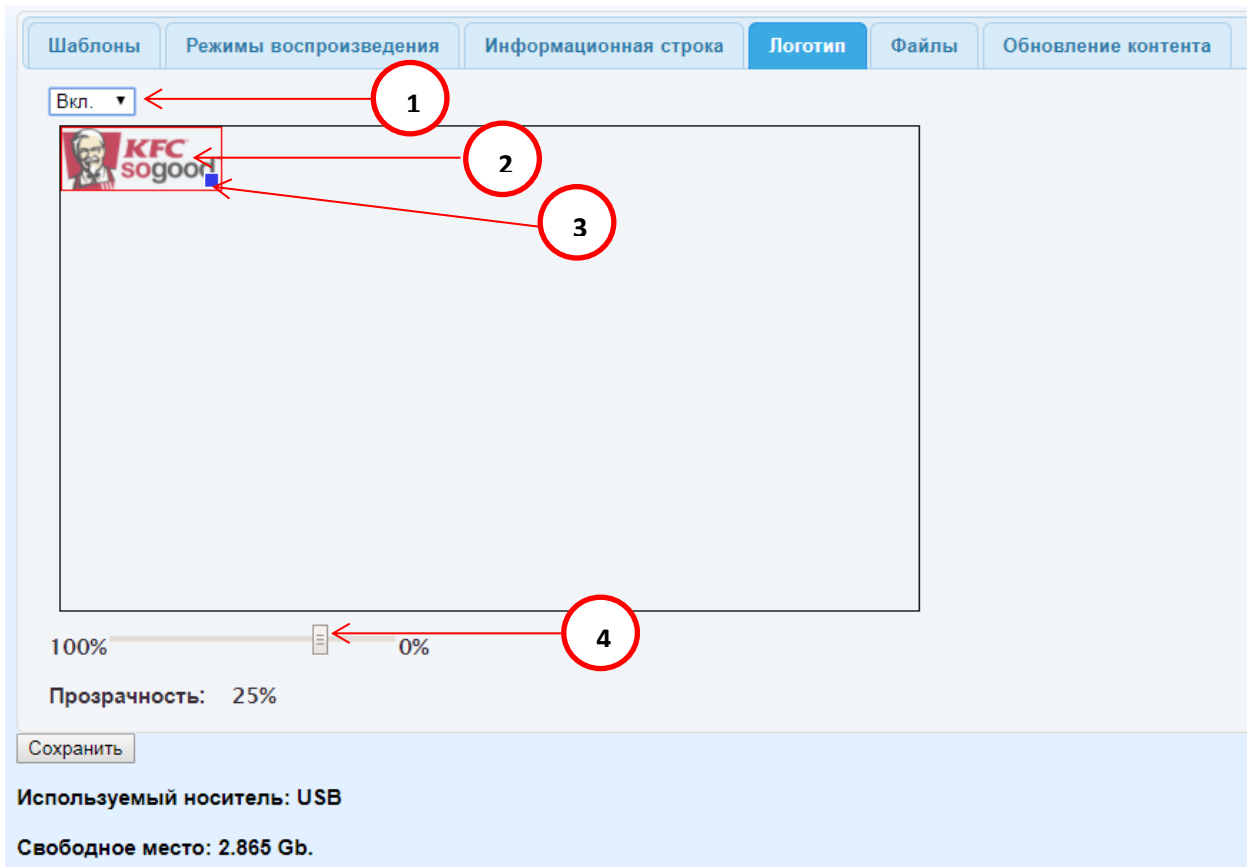 Шаблоны Режимы воспроизведения Информационная строка Логотип Файлы Обновление контента
Вкл. 1
KFC
sogood
2
3
4
100% 0%
Прозрачность: 25%
Сохранить
Используемый носитель: USB
Свободное место: 2.865 Gb.